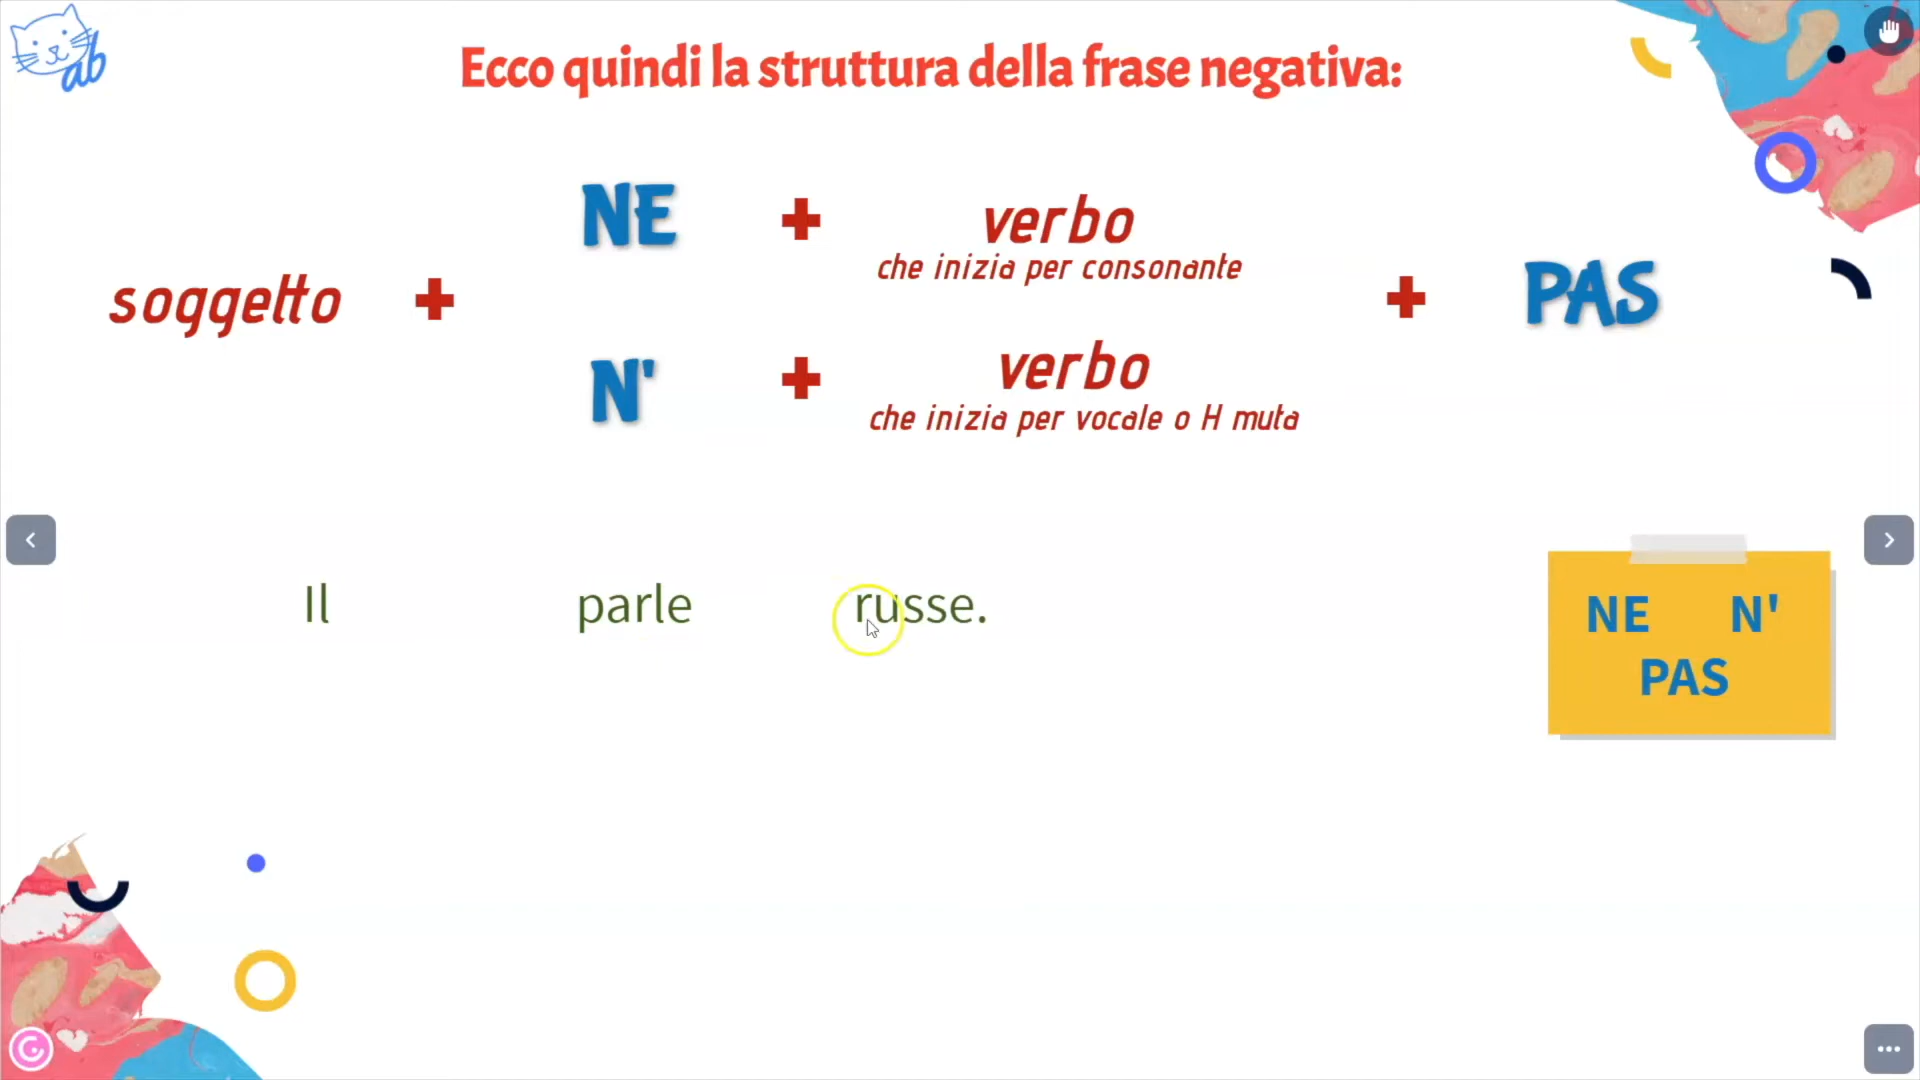 ab
Ecco quindi la struttura della frase negativa:
NE + verbo
che inizia per consonante
soggetto + + PAS
N' + verbo
che inizia per vocale o H muta
Il parle russe.
NE N'
PAS